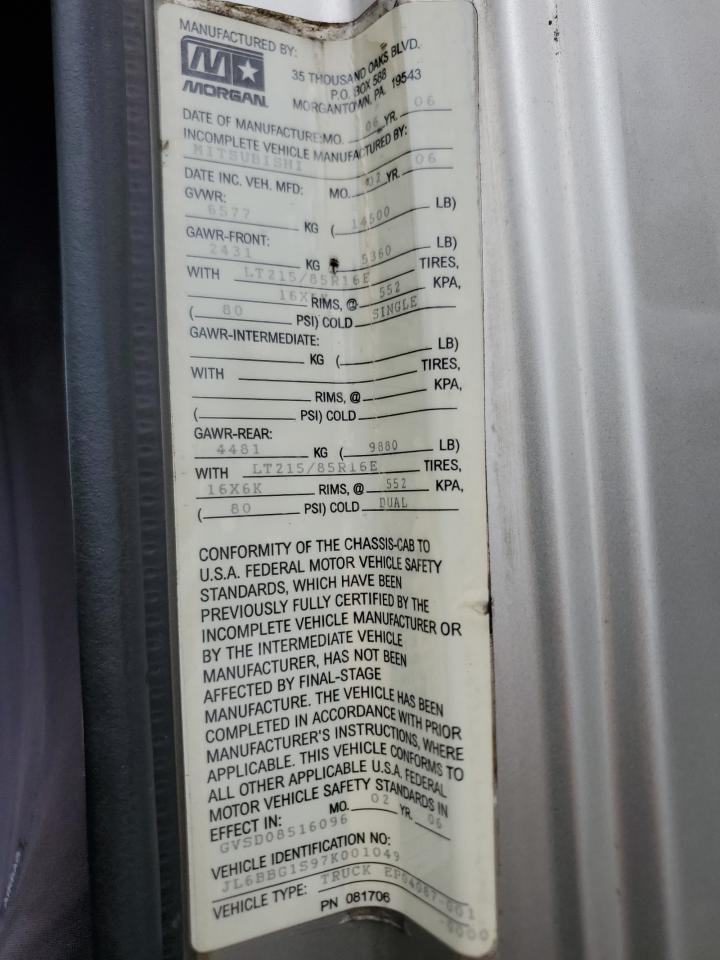 MANUFACTURED BY:
MORGAN
35 THOUSAND OAKS BLVD.
P.O. BOX 588
MORGANTOWN, PA. 19543
DATE OF MANUFACTURE: MO. 06 YR. 06
INCOMPLETE VEHICLE MANUFACTURED BY:
MITSUBISHI
DATE INC. VEH. MFD: MO. 02 YR. 06
GVWR:
6577 KG (14500 LB)
GAWR-FRONT:
2431 KG 5360 LB)
WITH LT215/85R16E TIRES,
RIMS, @ 552 KPA,
(80 PSI) COLD SINGLE
GAWR-INTERMEDIATE:
KG ( LB)
WITH TIRES,
RIMS, @ KPA,
( PSI) COLD
GAWR-REAR:
4481 KG (9880 LB)
WITH LT215/85R16E TIRES,
16X6K RIMS, @ 552 KPA,
(80 PSI) COLD DUAL
CONFORMITY OF THE CHASSIS-CAB TO
U.S.A. FEDERAL MOTOR VEHICLE SAFETY
STANDARDS, WHICH HAVE BEEN
PREVIOUSLY FULLY CERTIFIED BY THE
INCOMPLETE VEHICLE MANUFACTURER OR
BY THE INTERMEDIATE VEHICLE
MANUFACTURER, HAS NOT BEEN
AFFECTED BY FINAL-STAGE
MANUFACTURE. THE VEHICLE HAS BEEN
COMPLETED IN ACCORDANCE WITH PRIOR
MANUFACTURER'S INSTRUCTIONS, WHERE
APPLICABLE. THIS VEHICLE CONFORMS TO
ALL OTHER APPLICABLE U.S.A. FEDERAL
MOTOR VEHICLE SAFETY STANDARDS IN
EFFECT IN: MO. 02 YR. 06
GVSD08516096
VEHICLE IDENTIFICATION NO:
JL6BBG1S97K001049
VEHICLE TYPE: TRUCK
PN 081706